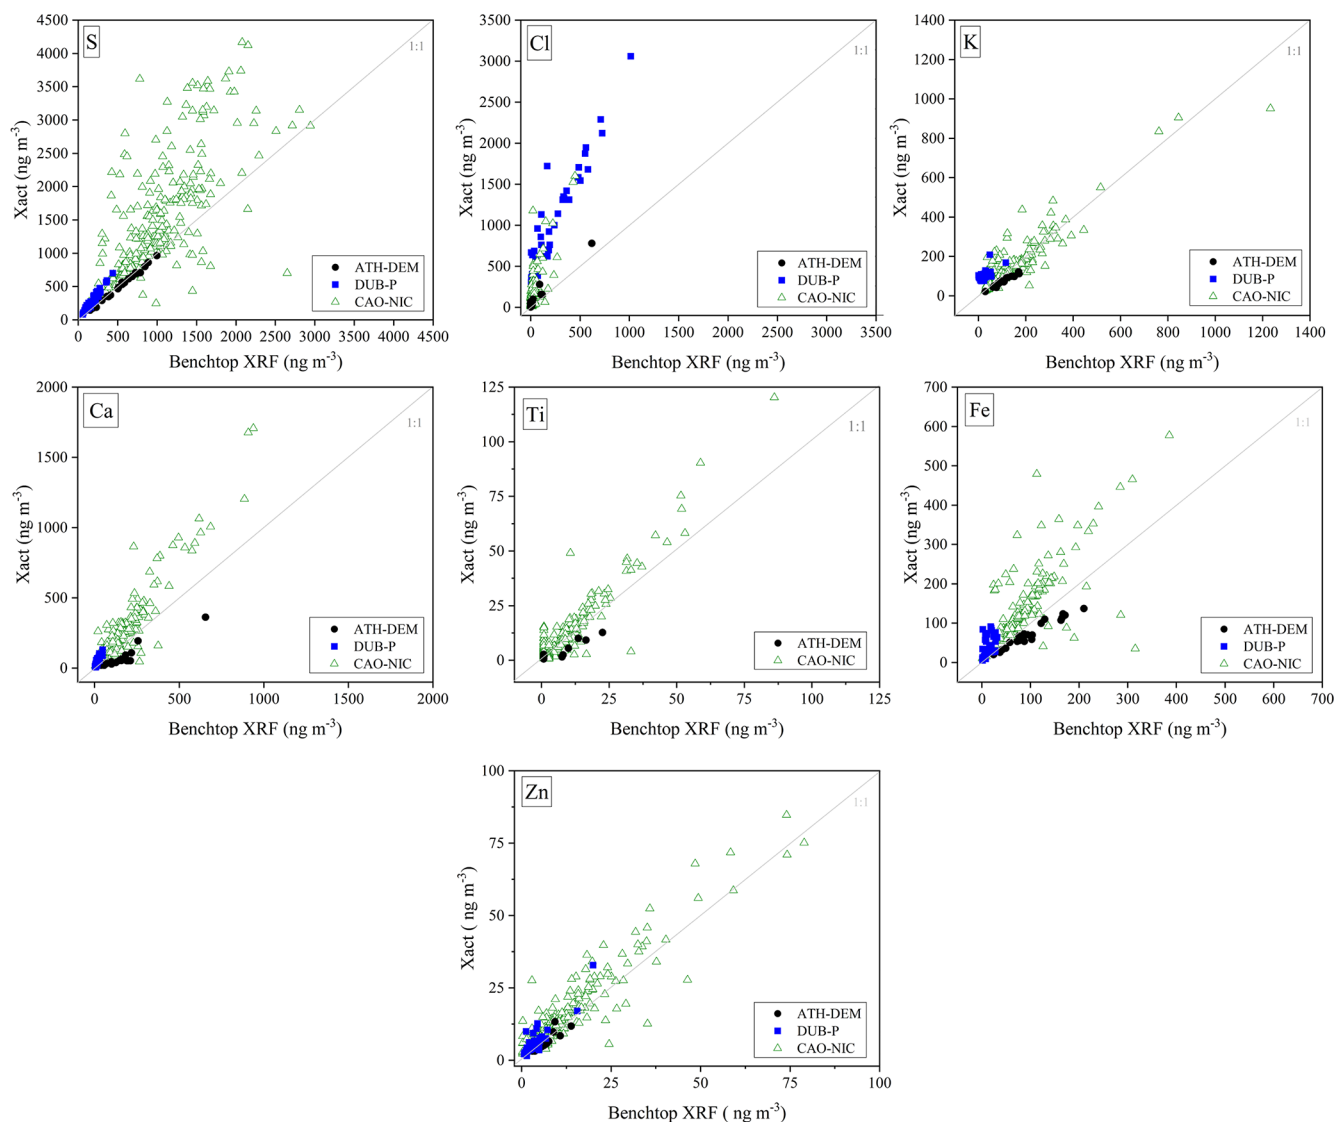 S
1:1
4500
4000
3500
3000
2500
2000
1500
1000
500
0
Xact (ng m⁻³)
ATH-DEM
DUB-P
CAO-NIC
0 500 1000 1500 2000 2500 3000 3500 4000 4500
Benchtop XRF (ng m⁻³)
Cl
1:1
3500
3000
2500
2000
1500
1000
500
0
Xact (ng m⁻³)
ATH-DEM
DUB-P
CAO-NIC
0 500 1000 1500 2000 2500 3000 3500
Benchtop XRF (ng m⁻³)
K
1:1
1400
1200
1000
800
600
400
200
0
Xact (ng m⁻³)
ATH-DEM
DUB-P
CAO-NIC
0 200 400 600 800 1000 1200 1400
Benchtop XRF (ng m⁻³)
Ca
1:1
2000
1500
1000
500
0
Xact (ng m⁻³)
ATH-DEM
DUB-P
CAO-NIC
0 500 1000 1500 2000
Benchtop XRF (ng m⁻³)
Ti
1:1
125
100
75
50
25
0
Xact (ng m⁻³)
ATH-DEM
CAO-NIC
0 25 50 75 100 125
Benchtop XRF (ng m⁻³)
Fe
1:1
700
600
500
400
300
200
100
0
Xact (ng m⁻³)
ATH-DEM
DUB-P
CAO-NIC
0 100 200 300 400 500 600 700
Benchtop XRF (ng m⁻³)
Zn
1:1
100
75
50
25
0
Xact ( ng m⁻³)
ATH-DEM
DUB-P
CAO-NIC
0 25 50 75 100
Benchtop XRF ( ng m⁻³)